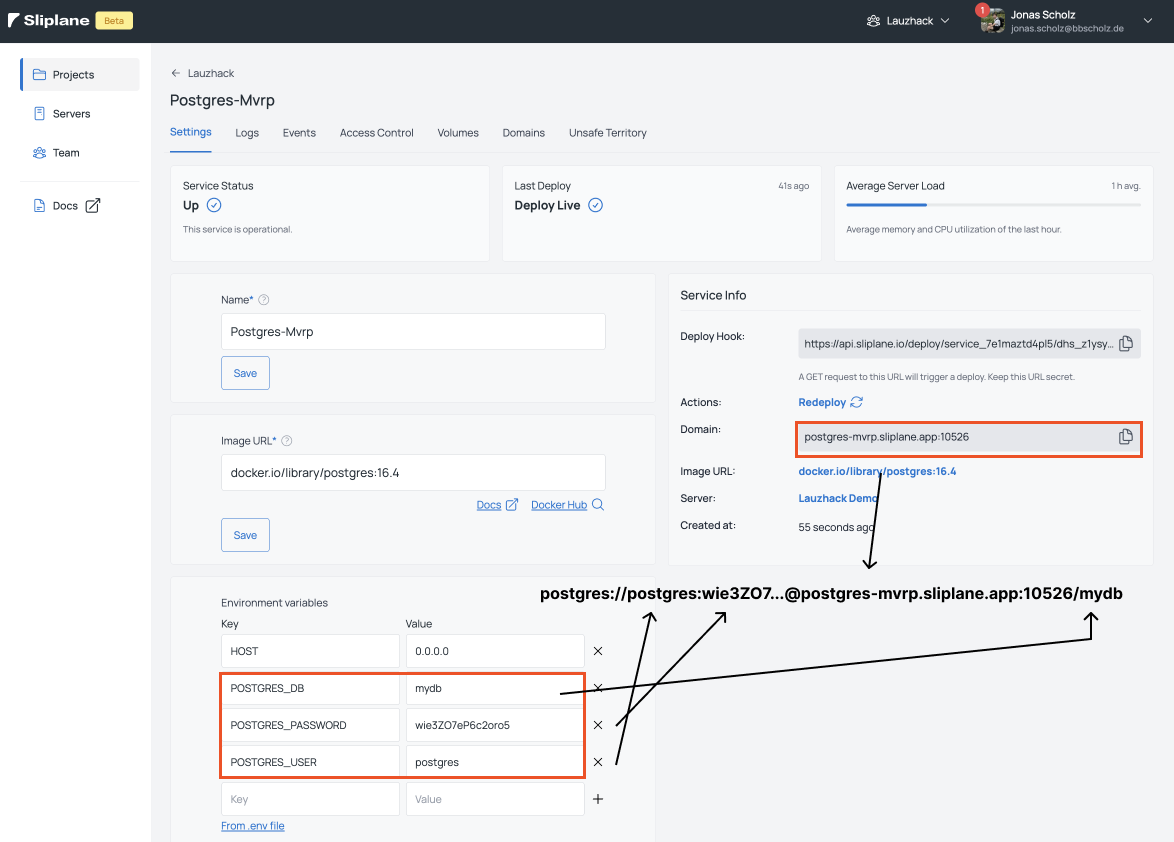 Sliplane Beta
Lauzhack
1
Jonas Scholz
jonas.scholz@bbscholz.de
Projects
Servers
Team
Docs
Lauzhack
Postgres-Mvrp
Settings Logs Events Access Control Volumes Domains Unsafe Territory
Service Status
Up
This service is operational.
Last Deploy 41s ago
Deploy Live
Average Server Load 1 h avg.
Average memory and CPU utilization of the last hour.
Name* ?
Postgres-Mvrp
Save
Image URL* ?
docker.io/library/postgres:16.4
Docs Docker Hub
Save
Service Info
Deploy Hook: https://api.sliplane.io/deploy/service_7e1maztd4pl5/dhs_z1ysy...
A GET request to this URL will trigger a deploy. Keep this URL secret.
Actions: Redeploy
Domain: postgres-mvrp.sliplane.app:10526
Image URL: docker.io/library/postgres:16.4
Server: Lauzhack Demo
Created at: 55 seconds ago
postgres://postgres:wie3ZO7...@postgres-mvrp.sliplane.app:10526/mydb
Environment variables
Key Value
HOST 0.0.0.0
POSTGRES_DB mydb
POSTGRES_PASSWORD wie3ZO7eP6c2oro5
POSTGRES_USER postgres
Key Value
From .env file